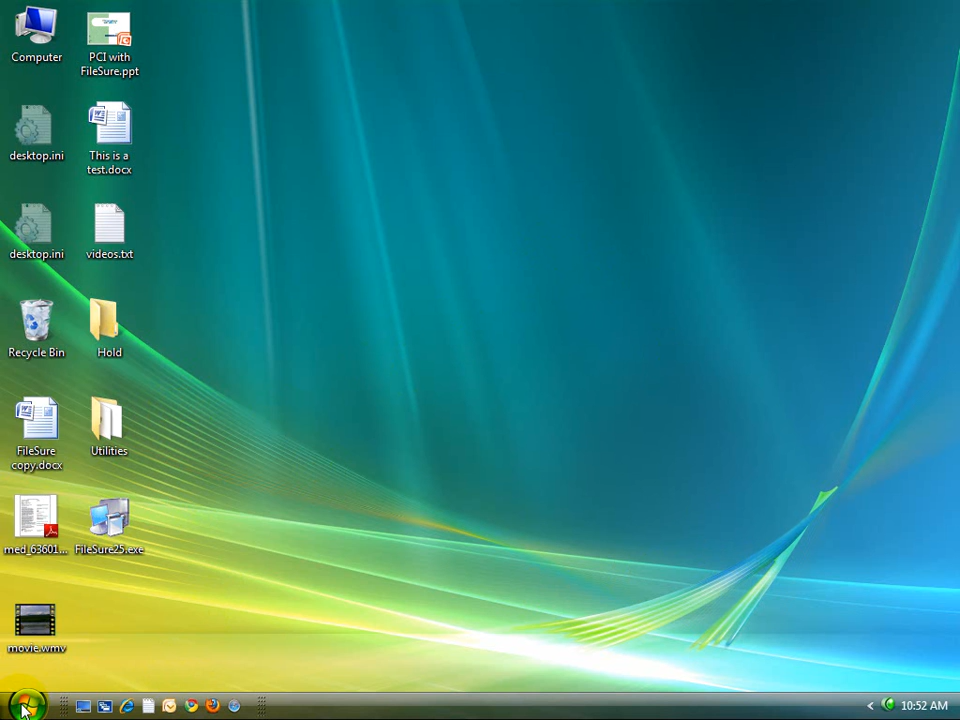 Computer
PCI with
FileSure.ppt
desktop.ini
This is a
test.docx
desktop.ini
videos.txt
Recycle Bin
Hold
FileSure
copy.docx
Utilities
med_63601...
FileSure25.exe
movie.wmv
10:52 AM